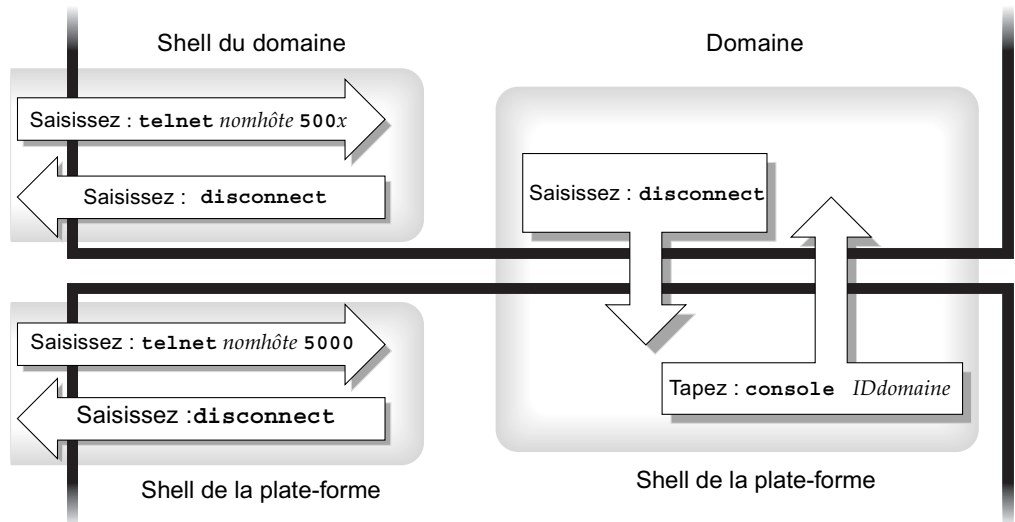 Shell du domaine
Domaine
Saisissez : telnet nomhôte 500x
Saisissez : disconnect
Saisissez : disconnect
Saisissez : telnet nomhôte 5000
Saisissez :disconnect
Tapez : console IDdomaine
Shell de la plate-forme
Shell de la plate-forme